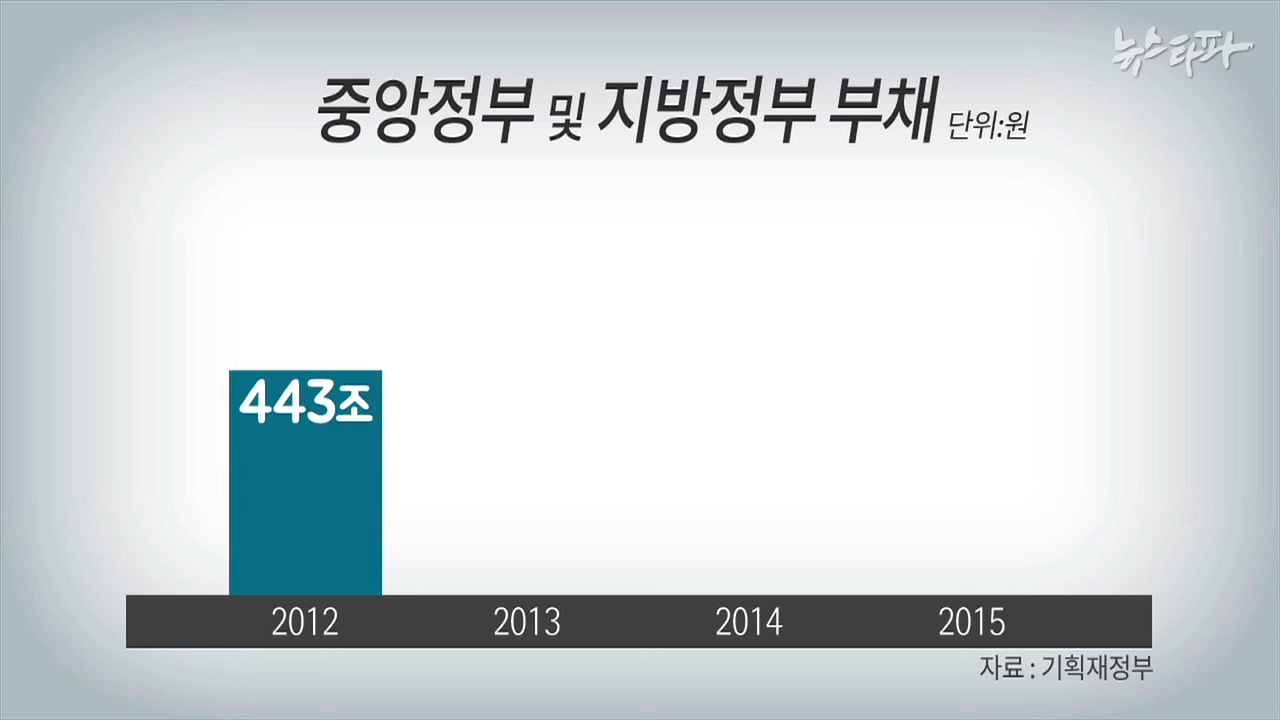 뉴스타파
중앙정부 및 지방정부 부채 단위:원
443조
2012 2013 2014 2015
자료 : 기획재정부